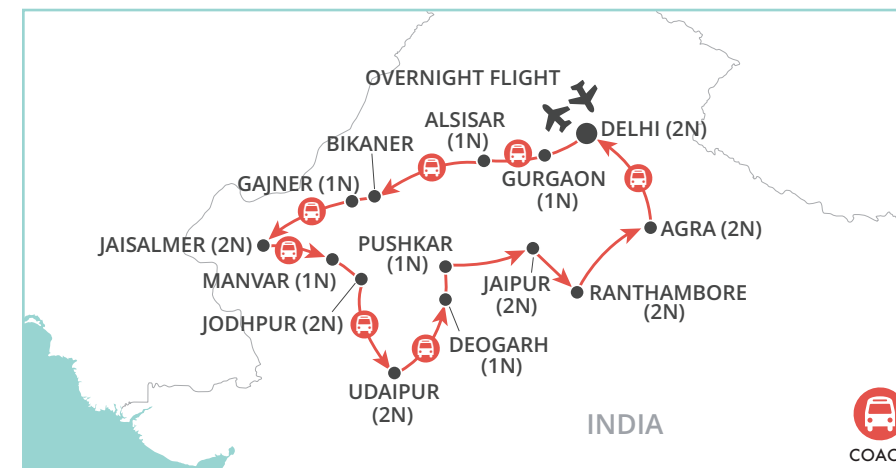 OVERNIGHT FLIGHT
ALSISAR
(1N)
DELHI (2N)
BIKANER
GURGAON
(1N)
GAJNER (1N)
AGRA (2N)
JAISALMER (2N)
PUSHKAR
(1N)
MANVAR (1N)
JAIPUR
(2N)
RANTHAMBORE
(2N)
JODHPUR (2N)
DEOGARH
(1N)
UDAIPUR
(2N)
INDIA
COAC